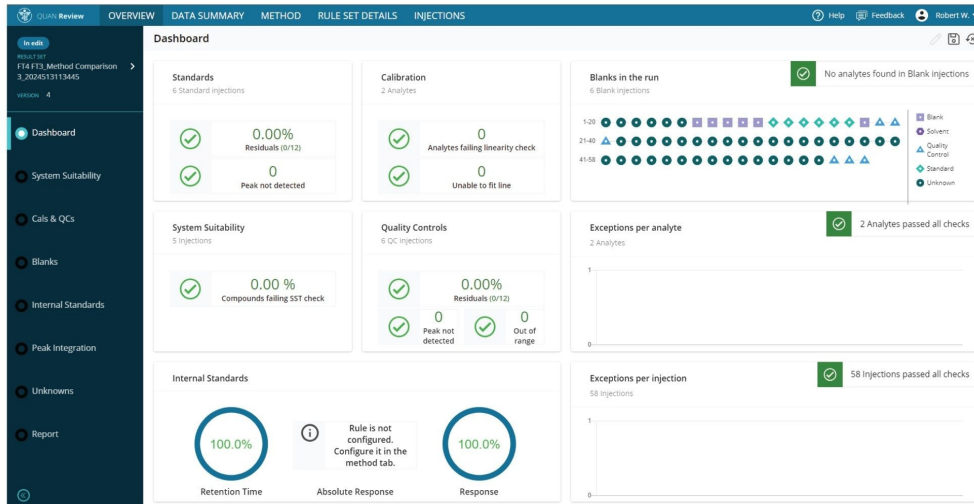 QUAN Review
OVERVIEW
DATA SUMMARY
METHOD
RULE SET DETAILS
INJECTIONS
Help
Feedback
Robert W.
In edit
RESULT SET
FT4 FT3_Method Comparison
3_2024513113445
VERSION 4
Dashboard
System Suitability
Cals & QCs
Blanks
Internal Standards
Peak Integration
Unknowns
Report
Dashboard
Standards
6 Standard injections
0.00%
Residuals (0/12)
0
Peak not detected
Calibration
2 Analytes
0
Analytes failing linearity check
0
Unable to fit line
Blanks in the run
6 Blank injections
No analytes found in Blank injections
1-20
21-40
41-58
Blank
Solvent
Quality
Control
Standard
Unknown
System Suitability
5 Injections
0.00 %
Compounds failing SST check
Quality Controls
6 QC injections
0.00%
Residuals (0/12)
0
Peak not
detected
0
Out of
range
Exceptions per analyte
2 Analytes
2 Analytes passed all checks
1
0
Internal Standards
100.0%
Retention Time
Rule is not
configured.
Configure it in the
method tab.
Absolute Response
100.0%
Response
Exceptions per injection
58 Injections
58 Injections passed all checks
1
0